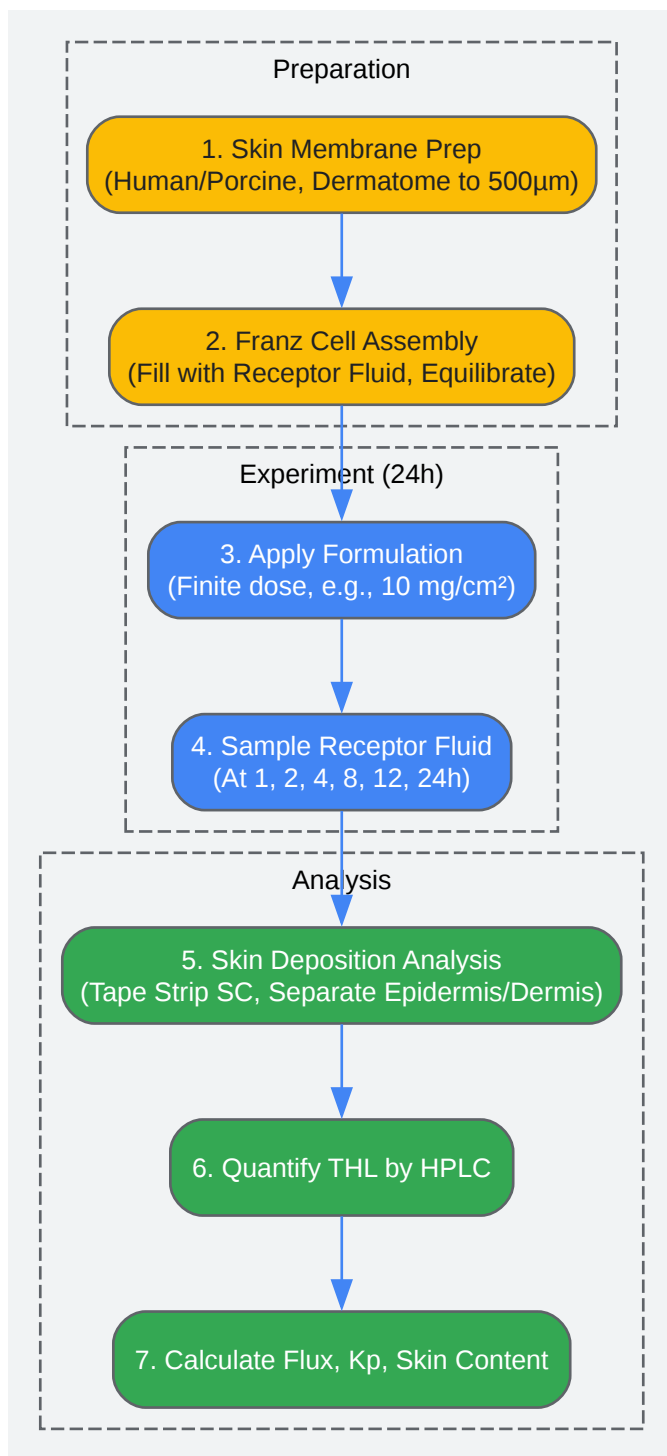 Preparation
1. Skin Membrane Prep
(Human/Porcine, Dermatome to 500µm)
2. Franz Cell Assembly
(Fill with Receptor Fluid, Equilibrate)
Experiment (24h)
3. Apply Formulation
(Finite dose, e.g., 10 mg/cm²)
4. Sample Receptor Fluid
(At 1, 2, 4, 8, 12, 24h)
Analysis
5. Skin Deposition Analysis
(Tape Strip SC, Separate Epidermis/Dermis)
6. Quantify THL by HPLC
7. Calculate Flux, Kp, Skin Content